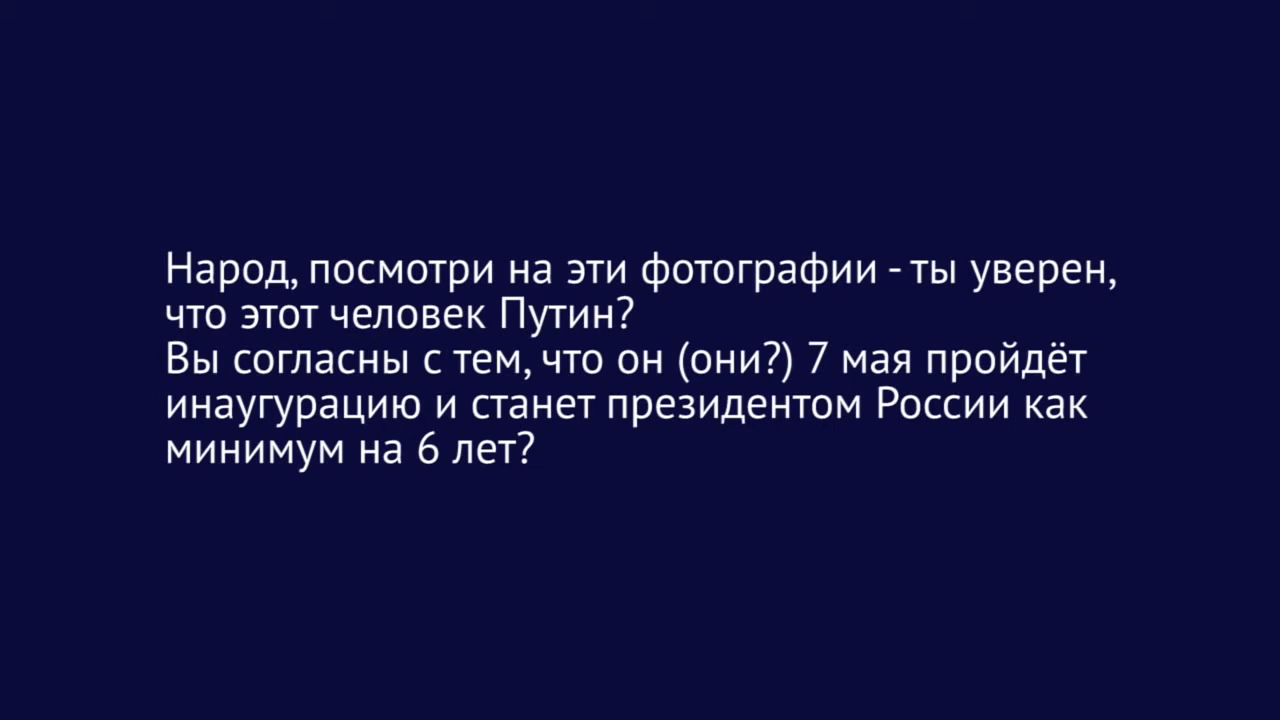 Народ, посмотри на эти фотографии - ты уверен,
что этот человек Путин?
Вы согласны с тем, что он (они?) 7 мая пройдёт
инаугурацию и станет президентом России как
минимум на 6 лет?